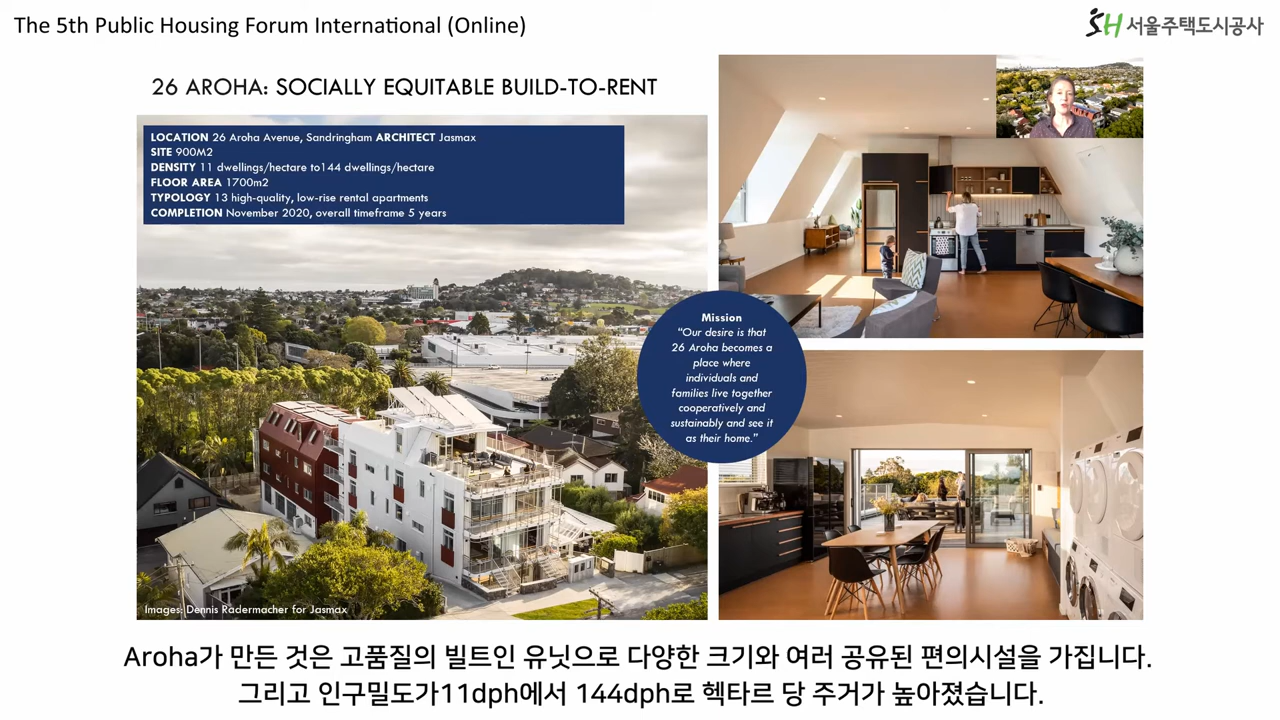 The 5th Public Housing Forum International (Online)
SH 서울주택도시공사
26 AROHA: SOCIALLY EQUITABLE BUILD-TO-RENT
LOCATION 26 Aroha Avenue, Sandringham ARCHITECT Jasmax
SITE 900M2
DENSITY 11 dwellings/hectare to144 dwellings/hectare
FLOOR AREA 1700m2
TYPOLOGY 13 high-quality, low-rise rental apartments
COMPLETION November 2020, overall timeframe 5 years
Mission
“Our desire is that
26 Aroha becomes a
place where
individuals and
families live together
cooperatively and
sustainably and see it
as their home.”
Images: Dennis Radermacher for Jasmax
Aroha가 만든 것은 고품질의 빌트인 유닛으로 다양한 크기와 여러 공유된 편의시설을 가집니다.
그리고 인구밀도가11dph에서 144dph로 헥타르 당 주거가 높아졌습니다.